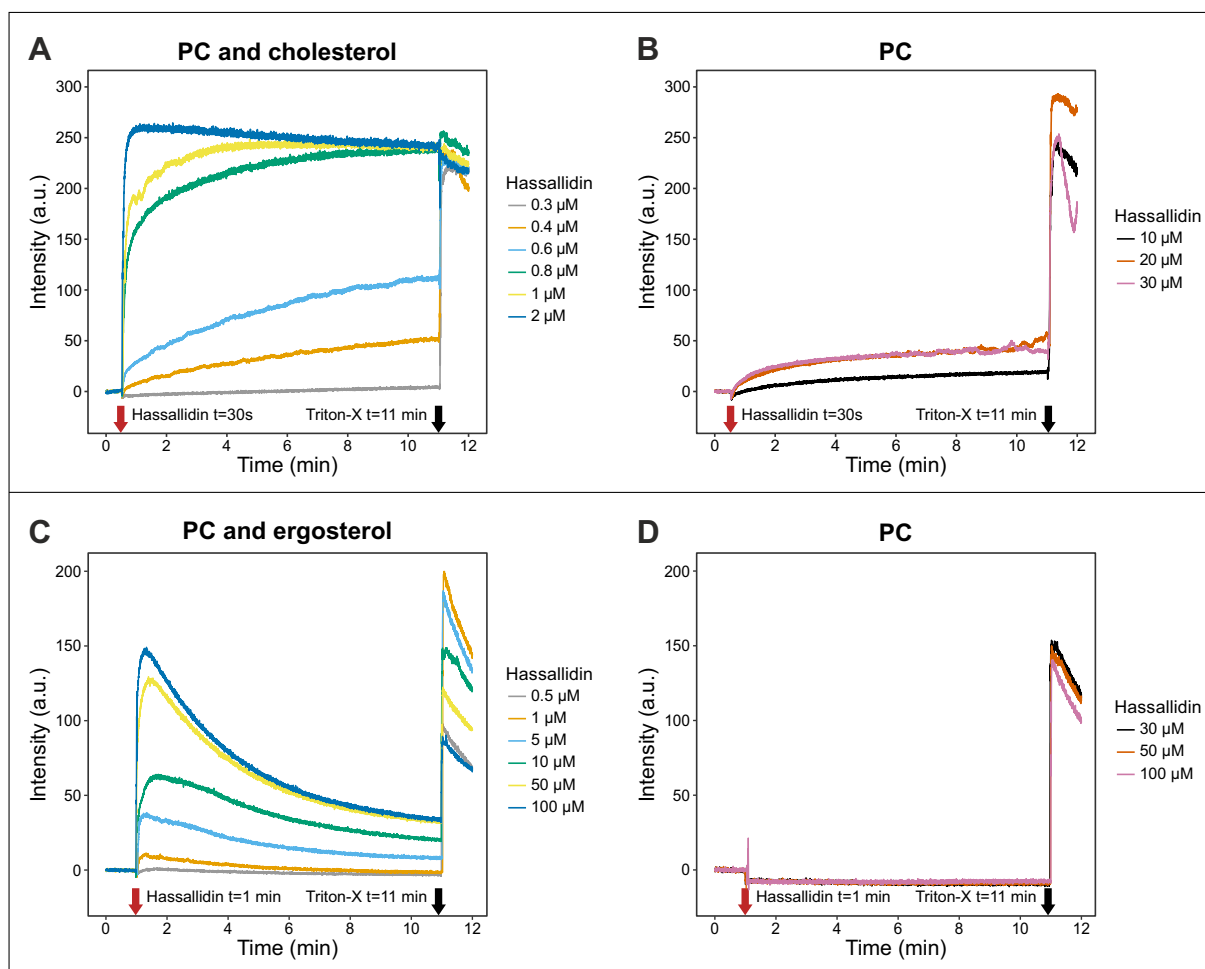 A
PC and cholesterol
Intensity (a.u.)
300
250
200
150
100
50
0
Hassallidin t=30s
Triton-X t=11 min
0 2 4 6 8 10 12
Time (min)
Hassallidin
0.3 µM
0.4 µM
0.6 µM
0.8 µM
1 µM
2 µM
B
PC
Intensity (a.u.)
300
250
200
150
100
50
0
Hassallidin t=30s
Triton-X t=11 min
0 2 4 6 8 10 12
Time (min)
Hassallidin
10 µM
20 µM
30 µM
C
PC and ergosterol
Intensity (a.u.)
200
150
100
50
0
Hassallidin t=1 min
Triton-X t=11 min
0 2 4 6 8 10 12
Time (min)
Hassallidin
0.5 µM
1 µM
5 µM
10 µM
50 µM
100 µM
D
PC
Intensity (a.u.)
200
150
100
50
0
Hassallidin t=1 min
Triton-X t=11 min
0 2 4 6 8 10 12
Time (min)
Hassallidin
30 µM
50 µM
100 µM